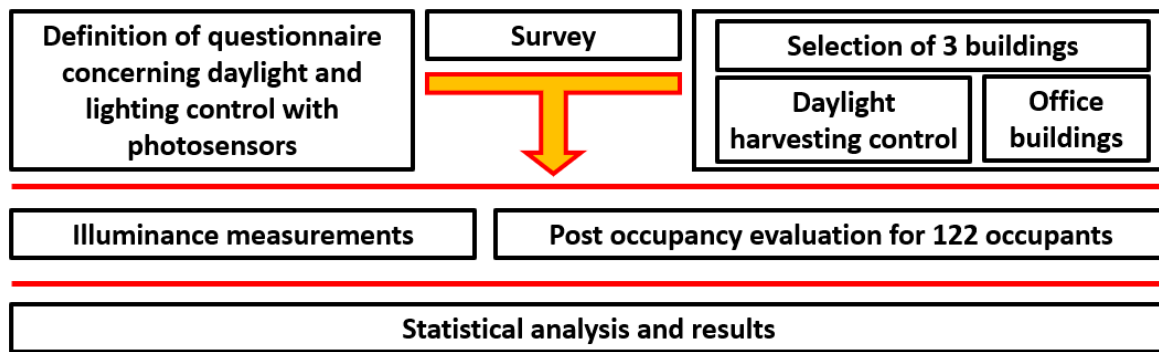 Definition of questionnaire
concerning daylight and
lighting control with
photosensors
Survey
Selection of 3 buildings
Daylight
harvesting control
Office
buildings
Illuminance measurements
Post occupancy evaluation for 122 occupants
Statistical analysis and results